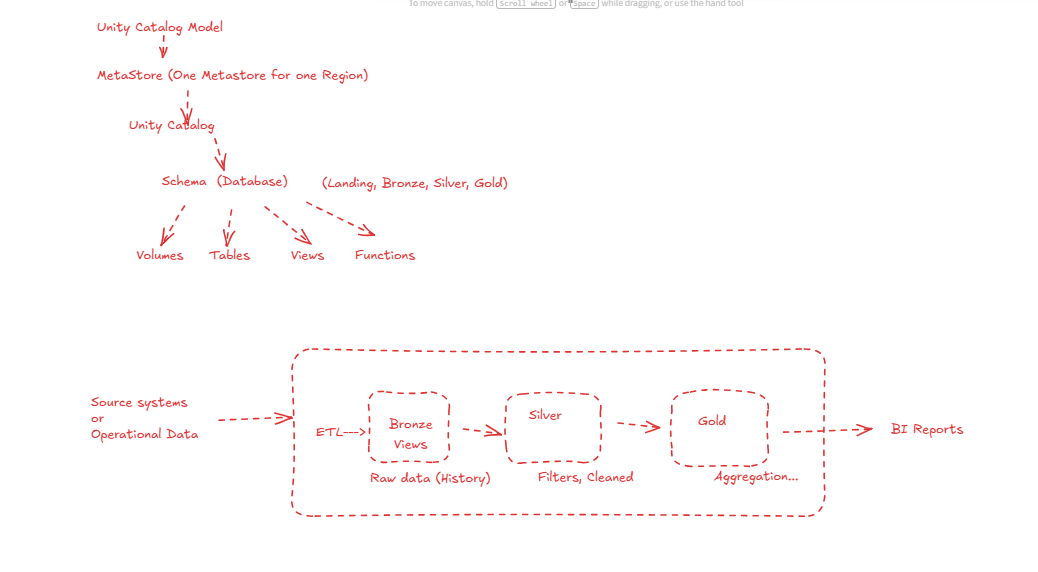 To move canvas, hold Scroll wheel or Space while dragging, or use the hand tool
Unity Catalog Model
MetaStore (One Metastore for one Region)
Unity Catalog
Schema (Database) (Landing, Bronze, Silver, Gold)
Volumes Tables Views Functions
Source systems
or
Operational Data
ETL--->
Bronze
Views
Raw data (History)
Silver
Filters, Cleaned
Gold
Aggregation...
BI Reports